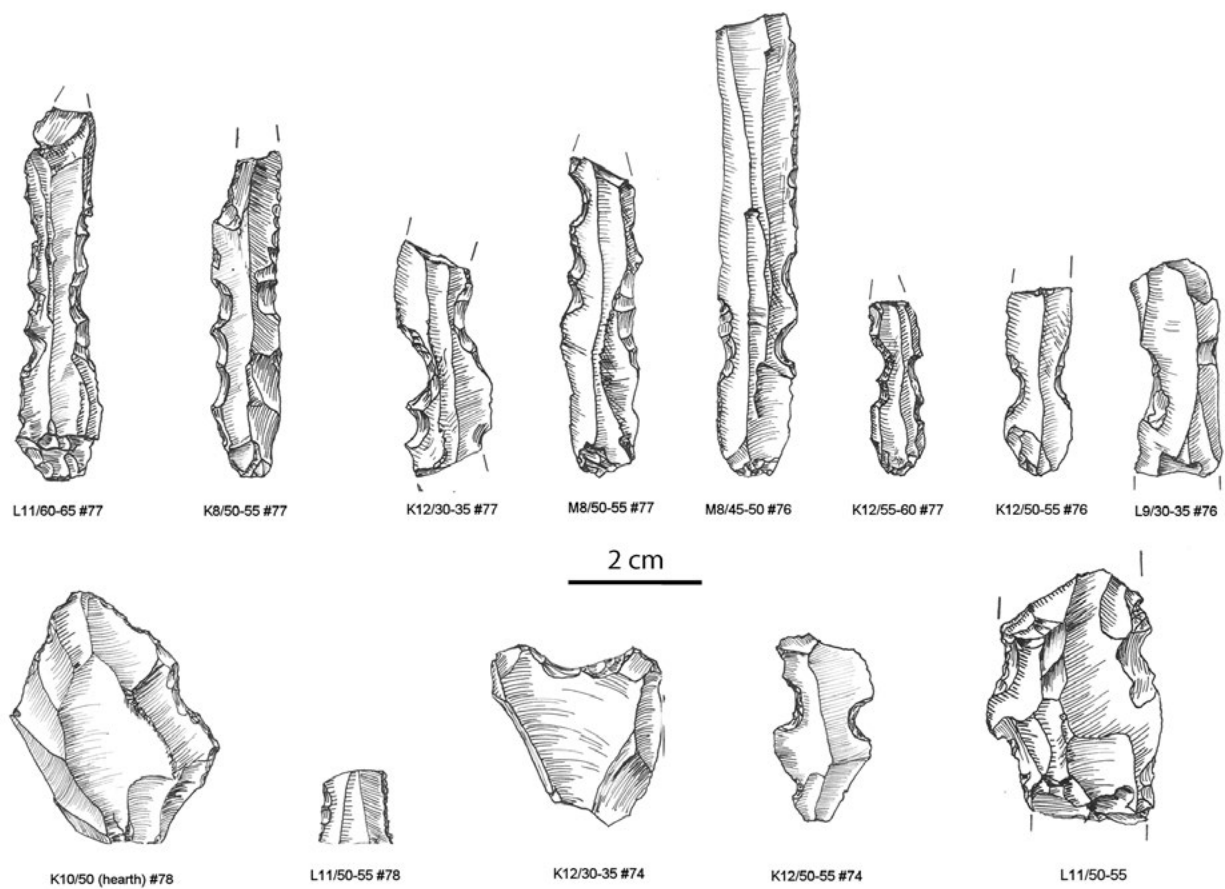 L11/60-65 #77
K8/50-55 #77
K12/30-35 #77
M8/50-55 #77
M8/45-50 #76
K12/55-60 #77
K12/50-55 #76
L9/30-35 #76
2 cm
K10/50 (hearth) #78
L11/50-55 #78
K12/30-35 #74
K12/50-55 #74
L11/50-55